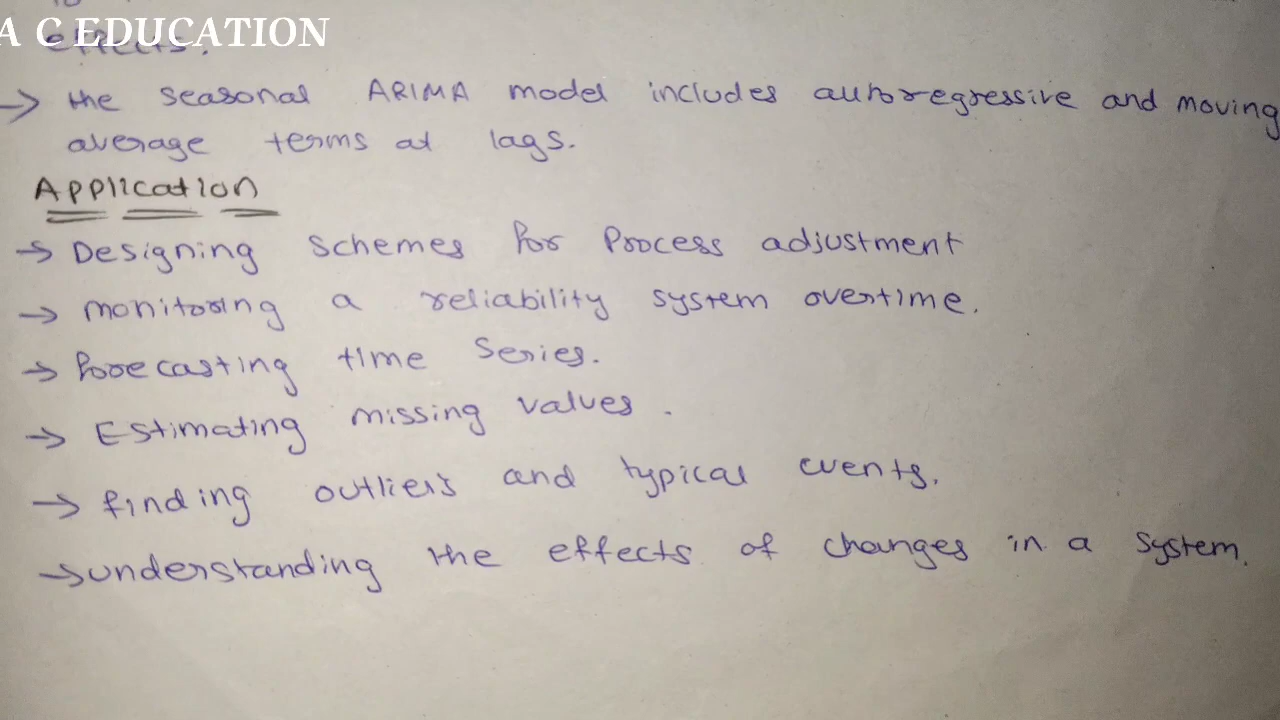 A C EDUCATION
effects.
→ the seasonal ARIMA model includes autoregressive and moving
average terms at lags.
Application
→ Designing schemes for process adjustment
→ monitoring a reliability system overtime.
→ forecasting time series.
→ Estimating missing values.
→ finding outliers and typical events.
→ understanding the effects of changes in a system.